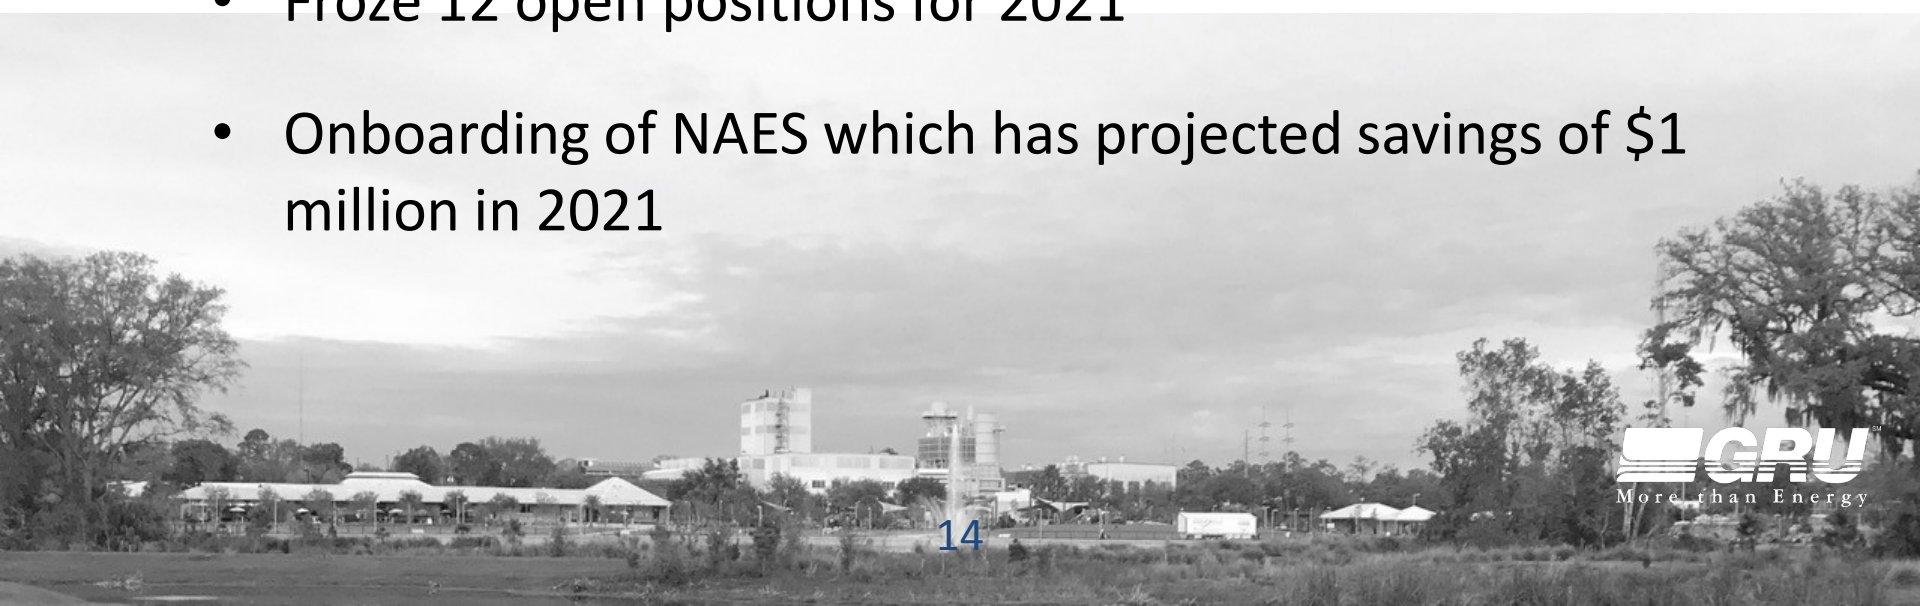 • Froze 12 open positions for 2021
• Onboarding of NAES which has projected savings of $1
million in 2021
GRU
SM
More than Energy
14